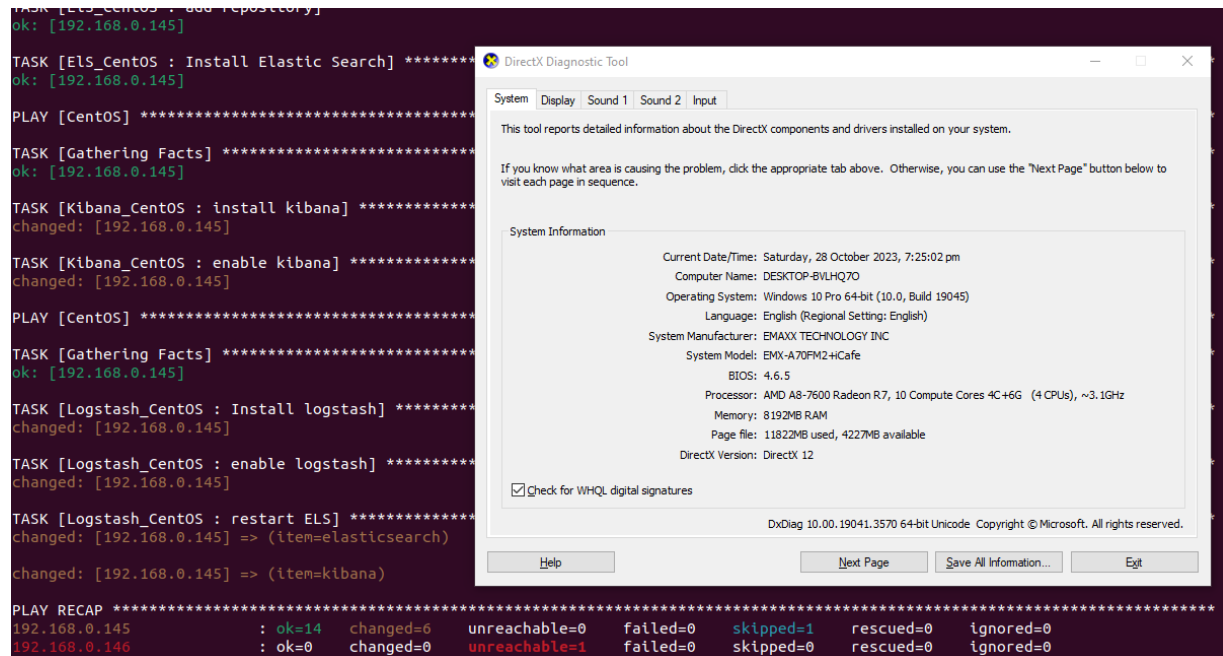 TASK [ElS_CentOS : add repository]
ok: [192.168.0.145]
TASK [ElS_CentOS : Install Elastic Search] ********
ok: [192.168.0.145]
PLAY [CentOS] *************************************
TASK [Gathering Facts] ****************************
ok: [192.168.0.145]
TASK [Kibana_CentOS : install kibana] *************
changed: [192.168.0.145]
TASK [Kibana_CentOS : enable kibana] **************
changed: [192.168.0.145]
PLAY [CentOS] *************************************
TASK [Gathering Facts] ****************************
ok: [192.168.0.145]
TASK [Logstash_CentOS : Install logstash] *********
changed: [192.168.0.145]
TASK [Logstash_CentOS : enable logstash] **********
changed: [192.168.0.145]
TASK [Logstash_CentOS : restart ELS] **************
changed: [192.168.0.145] => (item=elasticsearch)
changed: [192.168.0.145] => (item=kibana)
PLAY RECAP ************************************************************************************************************************
192.168.0.145 : ok=14 changed=6 unreachable=0 failed=0 skipped=1 rescued=0 ignored=0
192.168.0.146 : ok=0 changed=0 unreachable=1 failed=0 skipped=0 rescued=0 ignored=0
DirectX Diagnostic Tool
System Display Sound 1 Sound 2 Input
This tool reports detailed information about the DirectX components and drivers installed on your system.
If you know what area is causing the problem, click the appropriate tab above. Otherwise, you can use the "Next Page" button below to
visit each page in sequence.
System Information
Current Date/Time: Saturday, 28 October 2023, 7:25:02 pm
Computer Name: DESKTOP-BVLHQ7O
Operating System: Windows 10 Pro 64-bit (10.0, Build 19045)
Language: English (Regional Setting: English)
System Manufacturer: EMAXX TECHNOLOGY INC
System Model: EMX-A70FM2+iCafe
BIOS: 4.6.5
Processor: AMD A8-7600 Radeon R7, 10 Compute Cores 4C+6G (4 CPUs), ~3.1GHz
Memory: 8192MB RAM
Page file: 11822MB used, 4227MB available
DirectX Version: DirectX 12
Check for WHQL digital signatures
DxDiag 10.00.19041.3570 64-bit Unicode Copyright © Microsoft. All rights reserved.
Help Next Page Save All Information... Exit